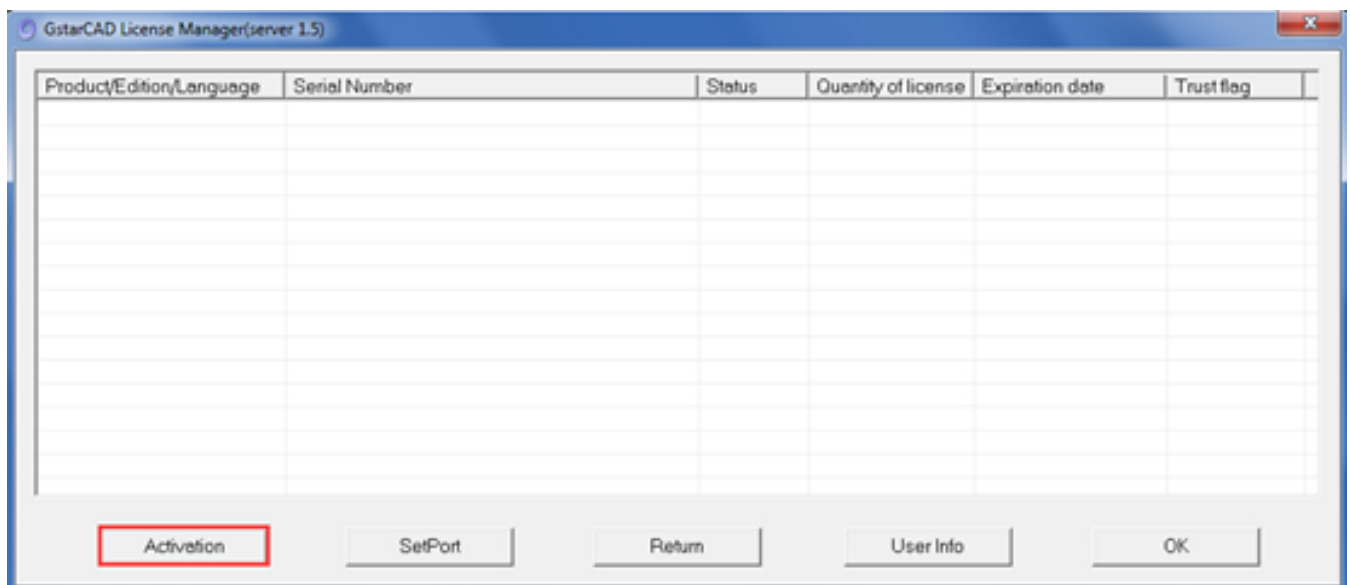 GstarCAD License Manager(server 1.5)
Product/Edition/Language Serial Number Status Quantity of license Expiration date Trust flag
Activation SetPort Return User Info OK